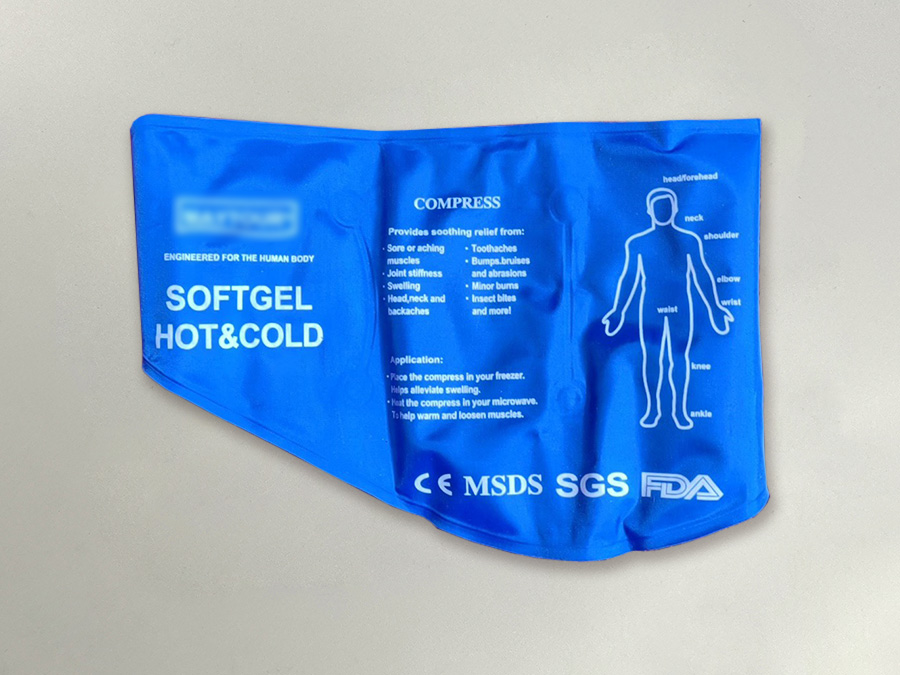 ENGINEERED FOR THE HUMAN BODY
SOFTGEL
HOT&COLD
COMPRESS
Provides soothing relief from:
• Sore or aching
muscles
• Joint stiffness
• Swelling
• Head,neck and
backaches
• Toothaches
• Bumps.bruises
and abrasions
• Minor burns
• Insect bites
and more!
Application:
• Place the compress in your freezer.
Helps alleviate swelling.
• Heat the compress in your microwave.
To help warm and loosen muscles.
CE MSDS SGS FDA
head/forehead
neck
shoulder
elbow
wrist
waist
knee
ankle